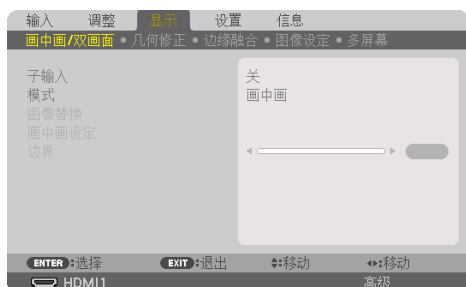 输入 调整 显示 设置 信息
画中画/双画面 • 几何修正 • 边缘融合 • 图像设定 • 多屏幕
子输入 关
模式 画中画
图像替换
画中画设定
边界
ENTER :选择 EXIT :退出 :移动 :移动
HDMI1 高级